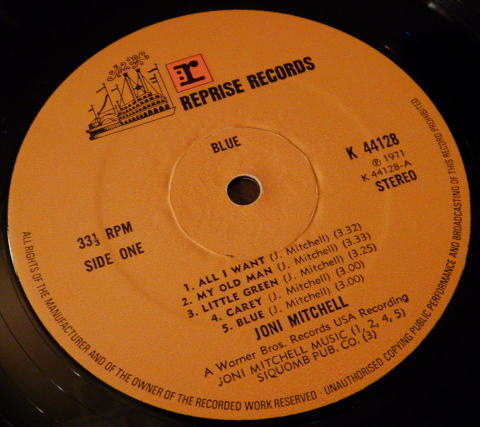 r:
REPRISE RECORDS
BLUE
K 44128
℗ 1971
K 44128-A
STEREO
33⅓ RPM
SIDE ONE
1. ALL I WANT (J. Mitchell) (3.32)
2. MY OLD MAN (J. Mitchell) (3.33)
3. LITTLE GREEN (J. Mitchell) (3.25)
4. CAREY (J. Mitchell) (3.00)
5. BLUE (J. Mitchell) (3.00)
JONI MITCHELL
A Warner Bros. Records USA Recording
JONI MITCHELL MUSIC (1, 2, 4, 5)
SIQUOMB PUB. CO. (3)
ALL RIGHTS OF THE MANUFACTURER AND OF THE OWNER OF THE RECORDED WORK RESERVED · UNAUTHORISED COPYING PUBLIC PERFORMANCE AND BROADCASTING OF THIS RECORD PROHIBITED